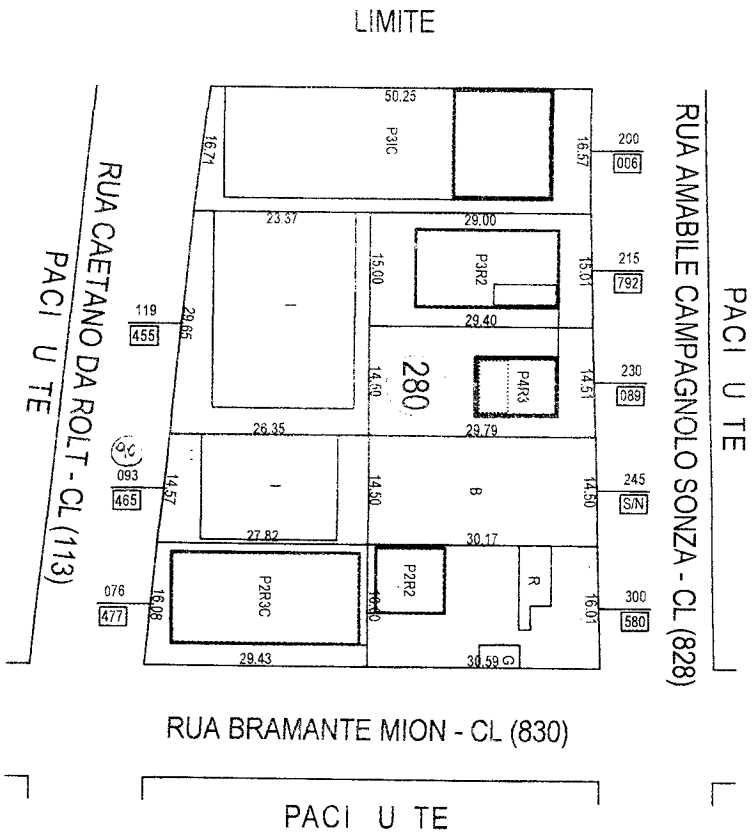 LIMITE
50.25
P3IC
16.71
16.57
200
006
RUA AMABILE CAMPAGNOLO SONZA - CL (828)
PACI U TE
23.37
29.00
15.00
P3R2
15.01
215
792
29.40
119
455
29.65
I
RUA CAETANO DA ROLT - CL (113)
PACI U TE
280
14.50
P4R3
14.51
230
089
26.35
29.79
093
465
14.57
I
14.50
B
14.50
245
S/N
27.82
30.17
076
477
16.08
P2R3C
P2R2
R
16.01
300
580
29.43
30.59
G
RUA BRAMANTE MION - CL (830)
PACI U TE